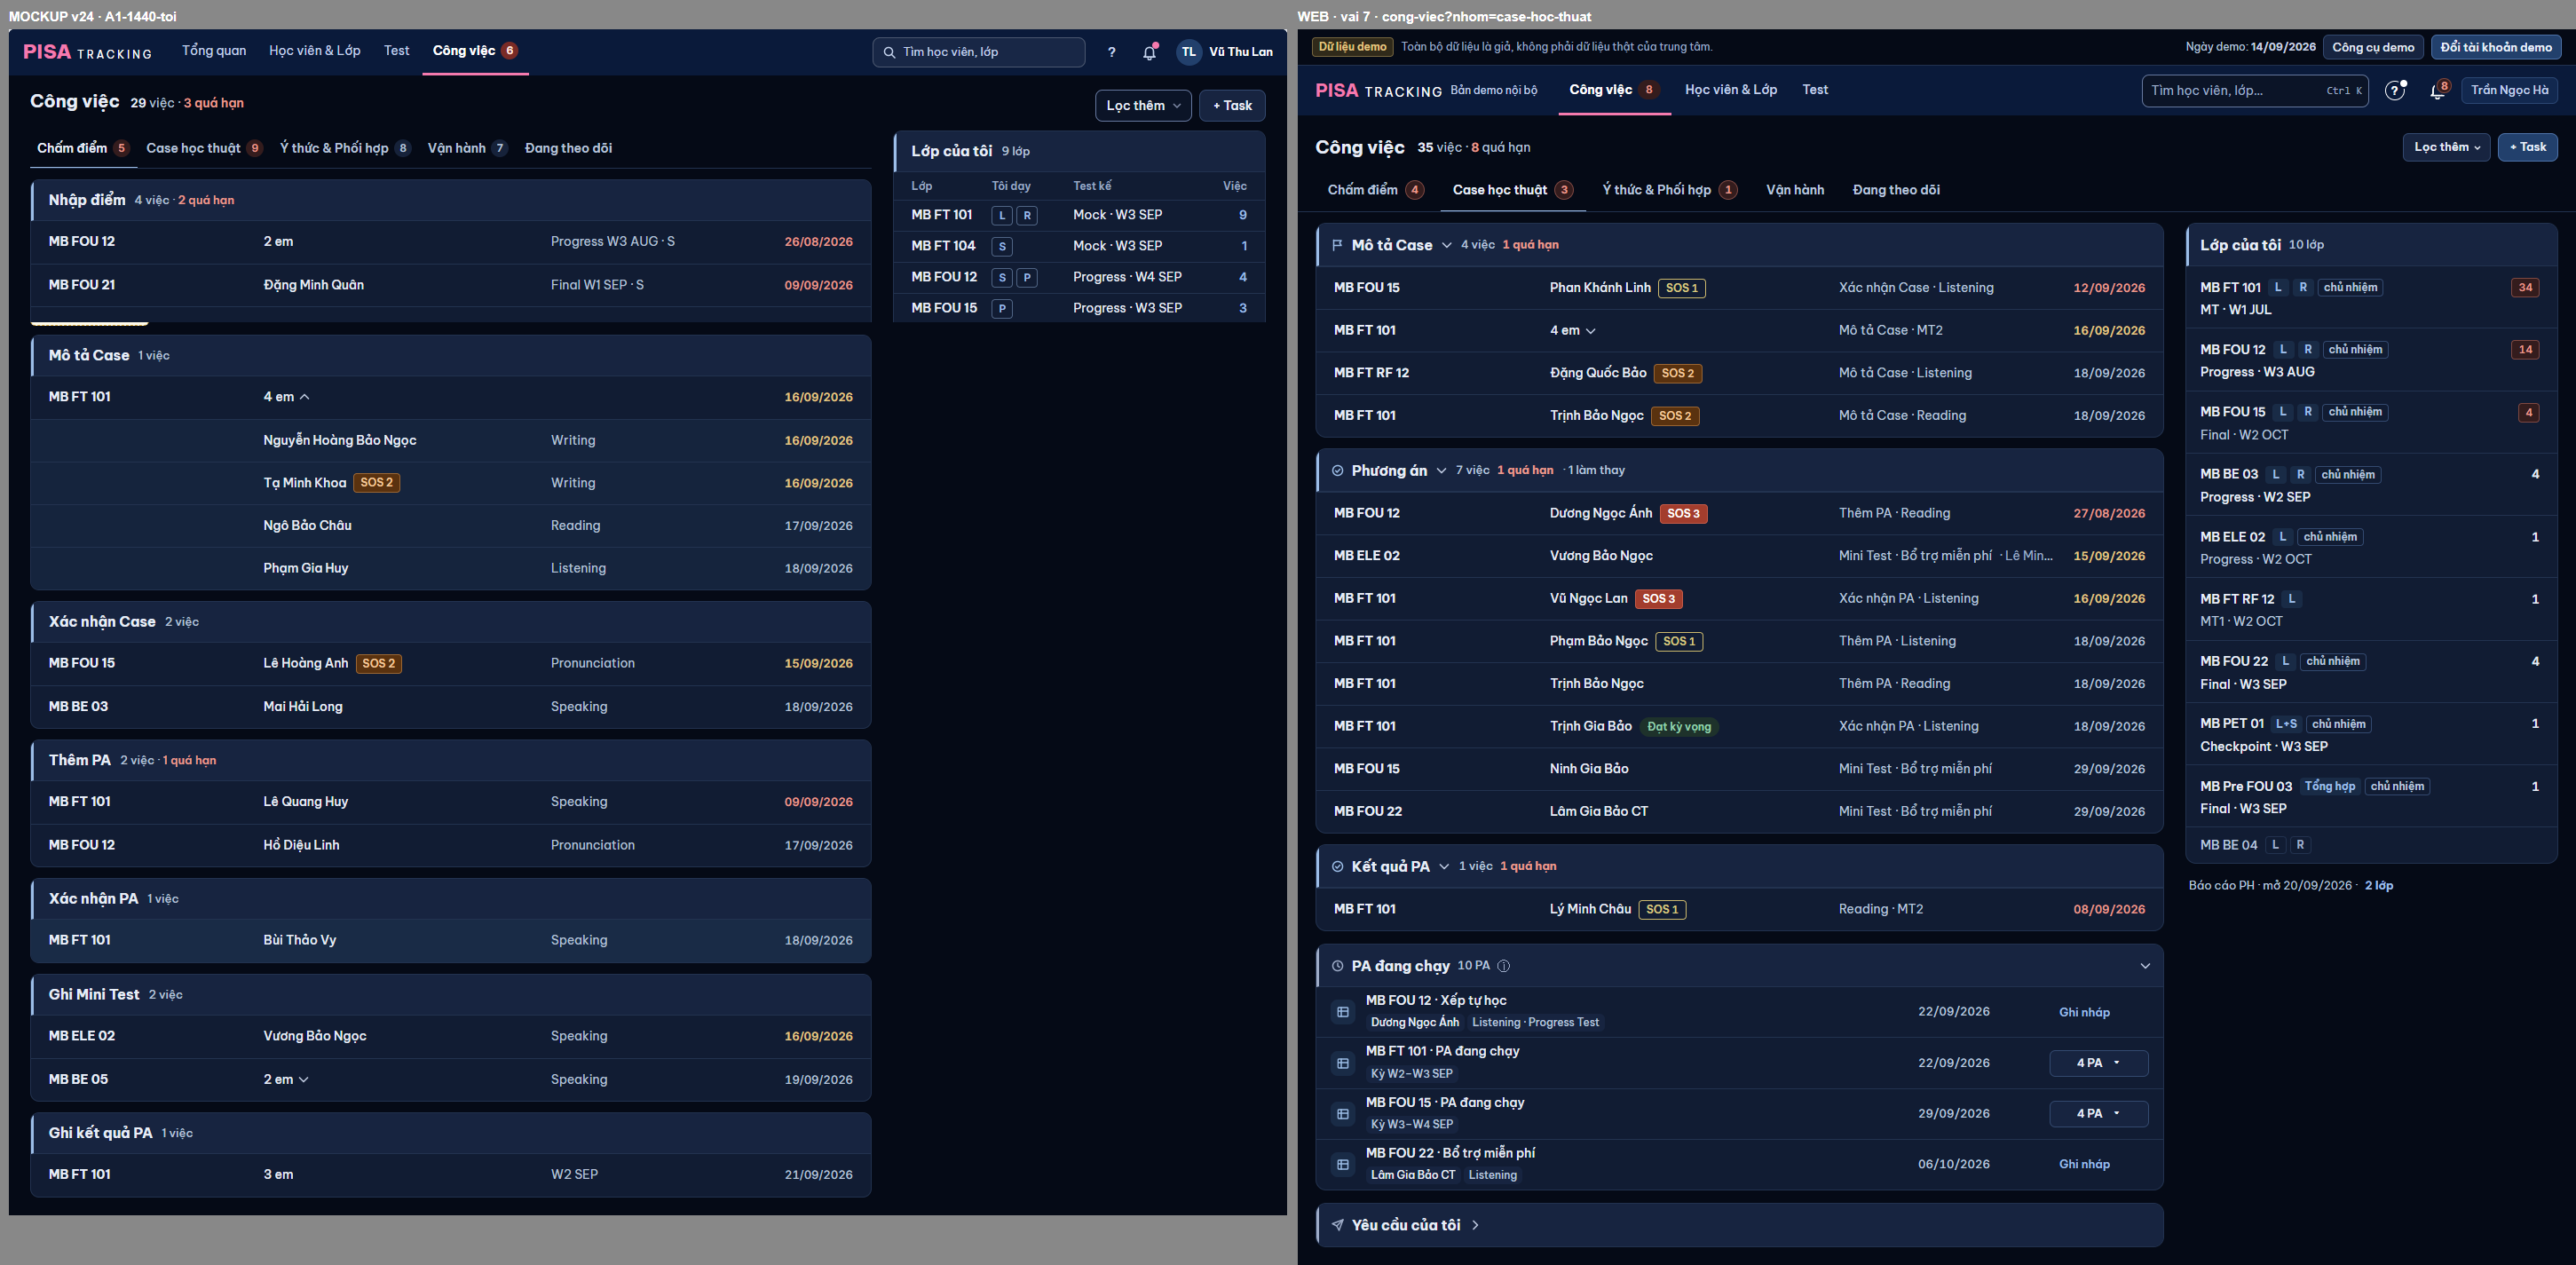 MOCKUP v24 · A1-1440-toi
PISA TRACKING Tổng quan Học viên & Lớp Test Công việc 6 Tìm học viên, lớp ? TL Vũ Thu Lan
Công việc 29 việc · 3 quá hạn Lọc thêm + Task
Chấm điểm 5 Case học thuật 9 Ý thức & Phối hợp 8 Vận hành 7 Đang theo dõi
Nhập điểm 4 việc · 2 quá hạn
MB FOU 12 2 em Progress W3 AUG · S 26/08/2026
MB FOU 21 Đặng Minh Quân Final W1 SEP · S 09/09/2026
Mô tả Case 1 việc
MB FT 101 4 em 16/09/2026
Nguyễn Hoàng Bảo Ngọc Writing 16/09/2026
Tạ Minh Khoa SOS 2 Writing 16/09/2026
Ngô Bảo Châu Reading 17/09/2026
Phạm Gia Huy Listening 18/09/2026
Xác nhận Case 2 việc
MB FOU 15 Lê Hoàng Anh SOS 2 Pronunciation 15/09/2026
MB BE 03 Mai Hải Long Speaking 18/09/2026
Thêm PA 2 việc · 1 quá hạn
MB FT 101 Lê Quang Huy Speaking 09/09/2026
MB FOU 12 Hồ Diệu Linh Pronunciation 17/09/2026
Xác nhận PA 1 việc
MB FT 101 Bùi Thảo Vy Speaking 18/09/2026
Ghi Mini Test 2 việc
MB ELE 02 Vương Bảo Ngọc Speaking 16/09/2026
MB BE 05 2 em Speaking 19/09/2026
Ghi kết quả PA 1 việc
MB FT 101 3 em W2 SEP 21/09/2026
Lớp của tôi 9 lớp
Lớp Tôi dạy Test kế Việc
MB FT 101 L R Mock · W3 SEP 9
MB FT 104 S Mock · W3 SEP 1
MB FOU 12 S P Progress · W4 SEP 4
MB FOU 15 P Progress · W3 SEP 3
WEB · vai 7 · cong-viec?nhom=case-hoc-thuat
Dữ liệu demo Toàn bộ dữ liệu là giả, không phải dữ liệu thật của trung tâm. Ngày demo: 14/09/2026 Công cụ demo Đổi tài khoản demo
PISA TRACKING Bản demo nội bộ Công việc 8 Học viên & Lớp Test Tìm học viên, lớp... Ctrl K ? 8 Trần Ngọc Hà
Công việc 35 việc · 8 quá hạn Lọc thêm + Task
Chấm điểm 4 Case học thuật 3 Ý thức & Phối hợp 1 Vận hành Đang theo dõi
Mô tả Case 4 việc 1 quá hạn
MB FOU 15 Phan Khánh Linh SOS 1 Xác nhận Case · Listening 12/09/2026
MB FT 101 4 em Mô tả Case · MT2 16/09/2026
MB FT RF 12 Đặng Quốc Bảo SOS 2 Mô tả Case · Listening 18/09/2026
MB FT 101 Trịnh Bảo Ngọc SOS 2 Mô tả Case · Reading 18/09/2026
Phương án 7 việc 1 quá hạn · 1 làm thay
MB FOU 12 Dương Ngọc Ánh SOS 3 Thêm PA · Reading 27/08/2026
MB ELE 02 Vương Bảo Ngọc Mini Test · Bổ trợ miễn phí · Lê Min... 15/09/2026
MB FT 101 Vũ Ngọc Lan SOS 3 Xác nhận PA · Listening 16/09/2026
MB FT 101 Phạm Bảo Ngọc SOS 1 Thêm PA · Listening 18/09/2026
MB FT 101 Trịnh Bảo Ngọc Thêm PA · Reading 18/09/2026
MB FT 101 Trịnh Gia Bảo Đạt kỳ vọng Xác nhận PA · Listening 18/09/2026
MB FOU 15 Ninh Gia Bảo Mini Test · Bổ trợ miễn phí 29/09/2026
MB FOU 22 Lâm Gia Bảo CT Mini Test · Bổ trợ miễn phí 29/09/2026
Kết quả PA 1 việc 1 quá hạn
MB FT 101 Lý Minh Châu SOS 1 Reading · MT2 08/09/2026
PA đang chạy 10 PA
MB FOU 12 · Xếp tự học 22/09/2026 Ghi nháp
Dương Ngọc Ánh Listening · Progress Test
MB FT 101 · PA đang chạy 22/09/2026 4 PA
Kỳ W2–W3 SEP
MB FOU 15 · PA đang chạy 29/09/2026 4 PA
Kỳ W3–W4 SEP
MB FOU 22 · Bổ trợ miễn phí 06/10/2026 Ghi nháp
Lâm Gia Bảo CT Listening
Yêu cầu của tôi
Lớp của tôi 10 lớp
MB FT 101 L R chủ nhiệm 34
MT · W1 JUL
MB FOU 12 L R chủ nhiệm 14
Progress · W3 AUG
MB FOU 15 L R chủ nhiệm 4
Final · W2 OCT
MB BE 03 L R chủ nhiệm 4
Progress · W2 SEP
MB ELE 02 L chủ nhiệm 1
Progress · W2 OCT
MB FT RF 12 L 1
MT1 · W2 OCT
MB FOU 22 L chủ nhiệm 4
Final · W3 SEP
MB PET 01 L+S chủ nhiệm 1
Checkpoint · W3 SEP
MB Pre FOU 03 Tổng hợp chủ nhiệm 1
Final · W3 SEP
MB BE 04 L R
Báo cáo PH · mở 20/09/2026 · 2 lớp